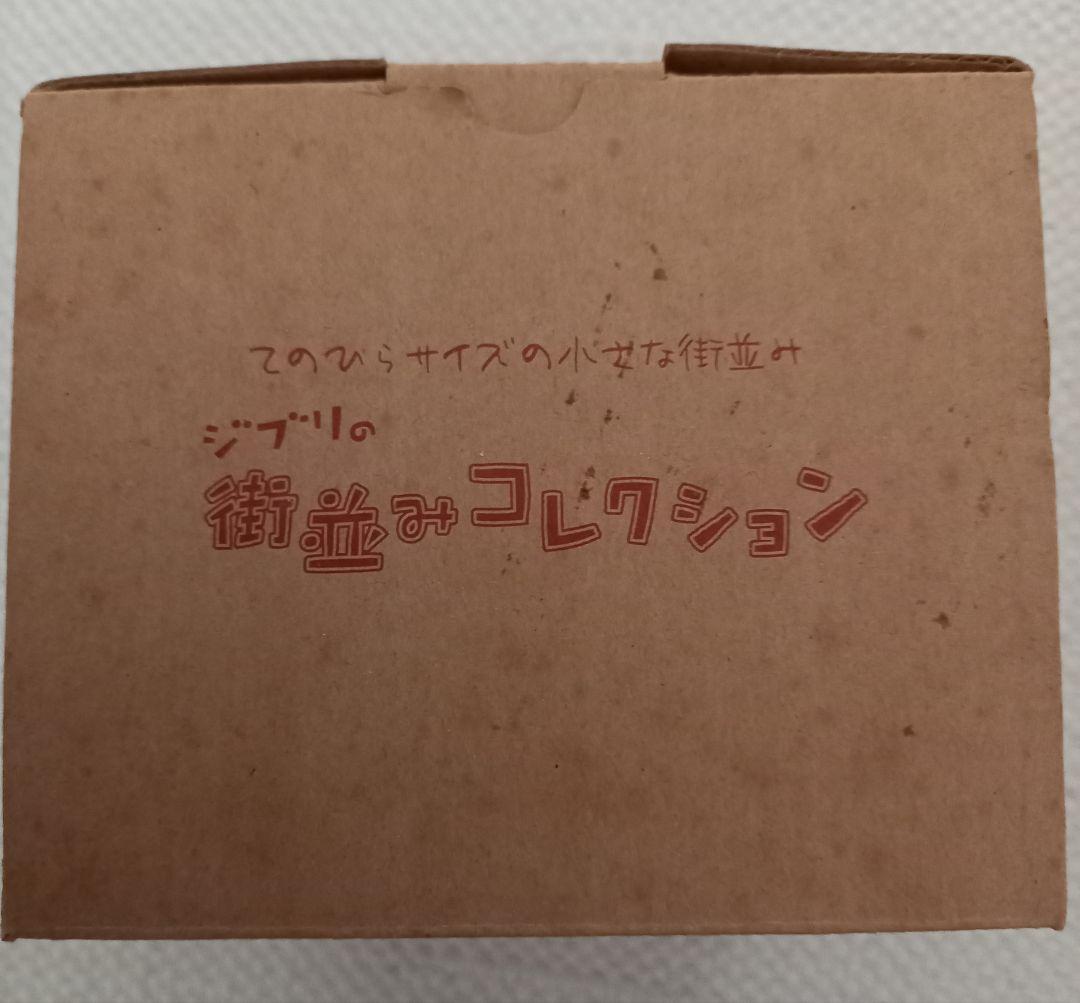 てのひらサイズの小さな街並み
ジブリの
街並みコレクション